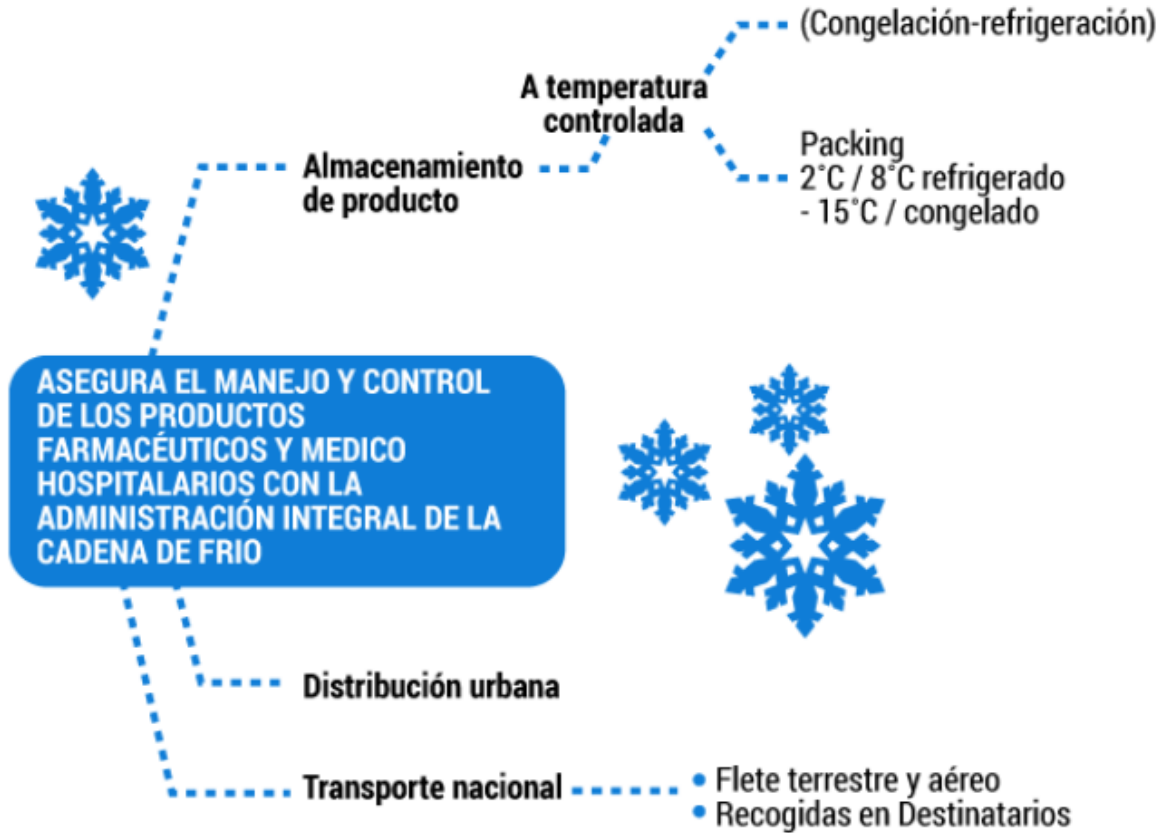 (Congelación-refrigeración)
A temperatura
controlada
Packing
2°C / 8°C refrigerado
- 15°C / congelado
Almacenamiento
de producto
ASEGURA EL MANEJO Y CONTROL
DE LOS PRODUCTOS
FARMACÉUTICOS Y MEDICO
HOSPITALARIOS CON LA
ADMINISTRACIÓN INTEGRAL DE LA
CADENA DE FRIO
Distribución urbana
Transporte nacional
• Flete terrestre y aéreo
• Recogidas en Destinatarios